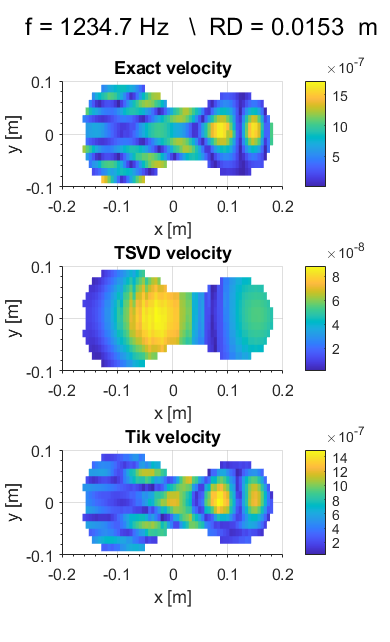 f = 1234.7 Hz \ RD = 0.0153 m
Exact velocity
×10⁻⁷
0.1
0
-0.1
y [m]
-0.2 -0.1 0 0.1 0.2
x [m]
15
10
5
TSVD velocity
×10⁻⁸
0.1
0
-0.1
y [m]
-0.2 -0.1 0 0.1 0.2
x [m]
8
6
4
2
Tik velocity
×10⁻⁷
0.1
0
-0.1
y [m]
-0.2 -0.1 0 0.1 0.2
x [m]
14
12
10
8
6
4
2